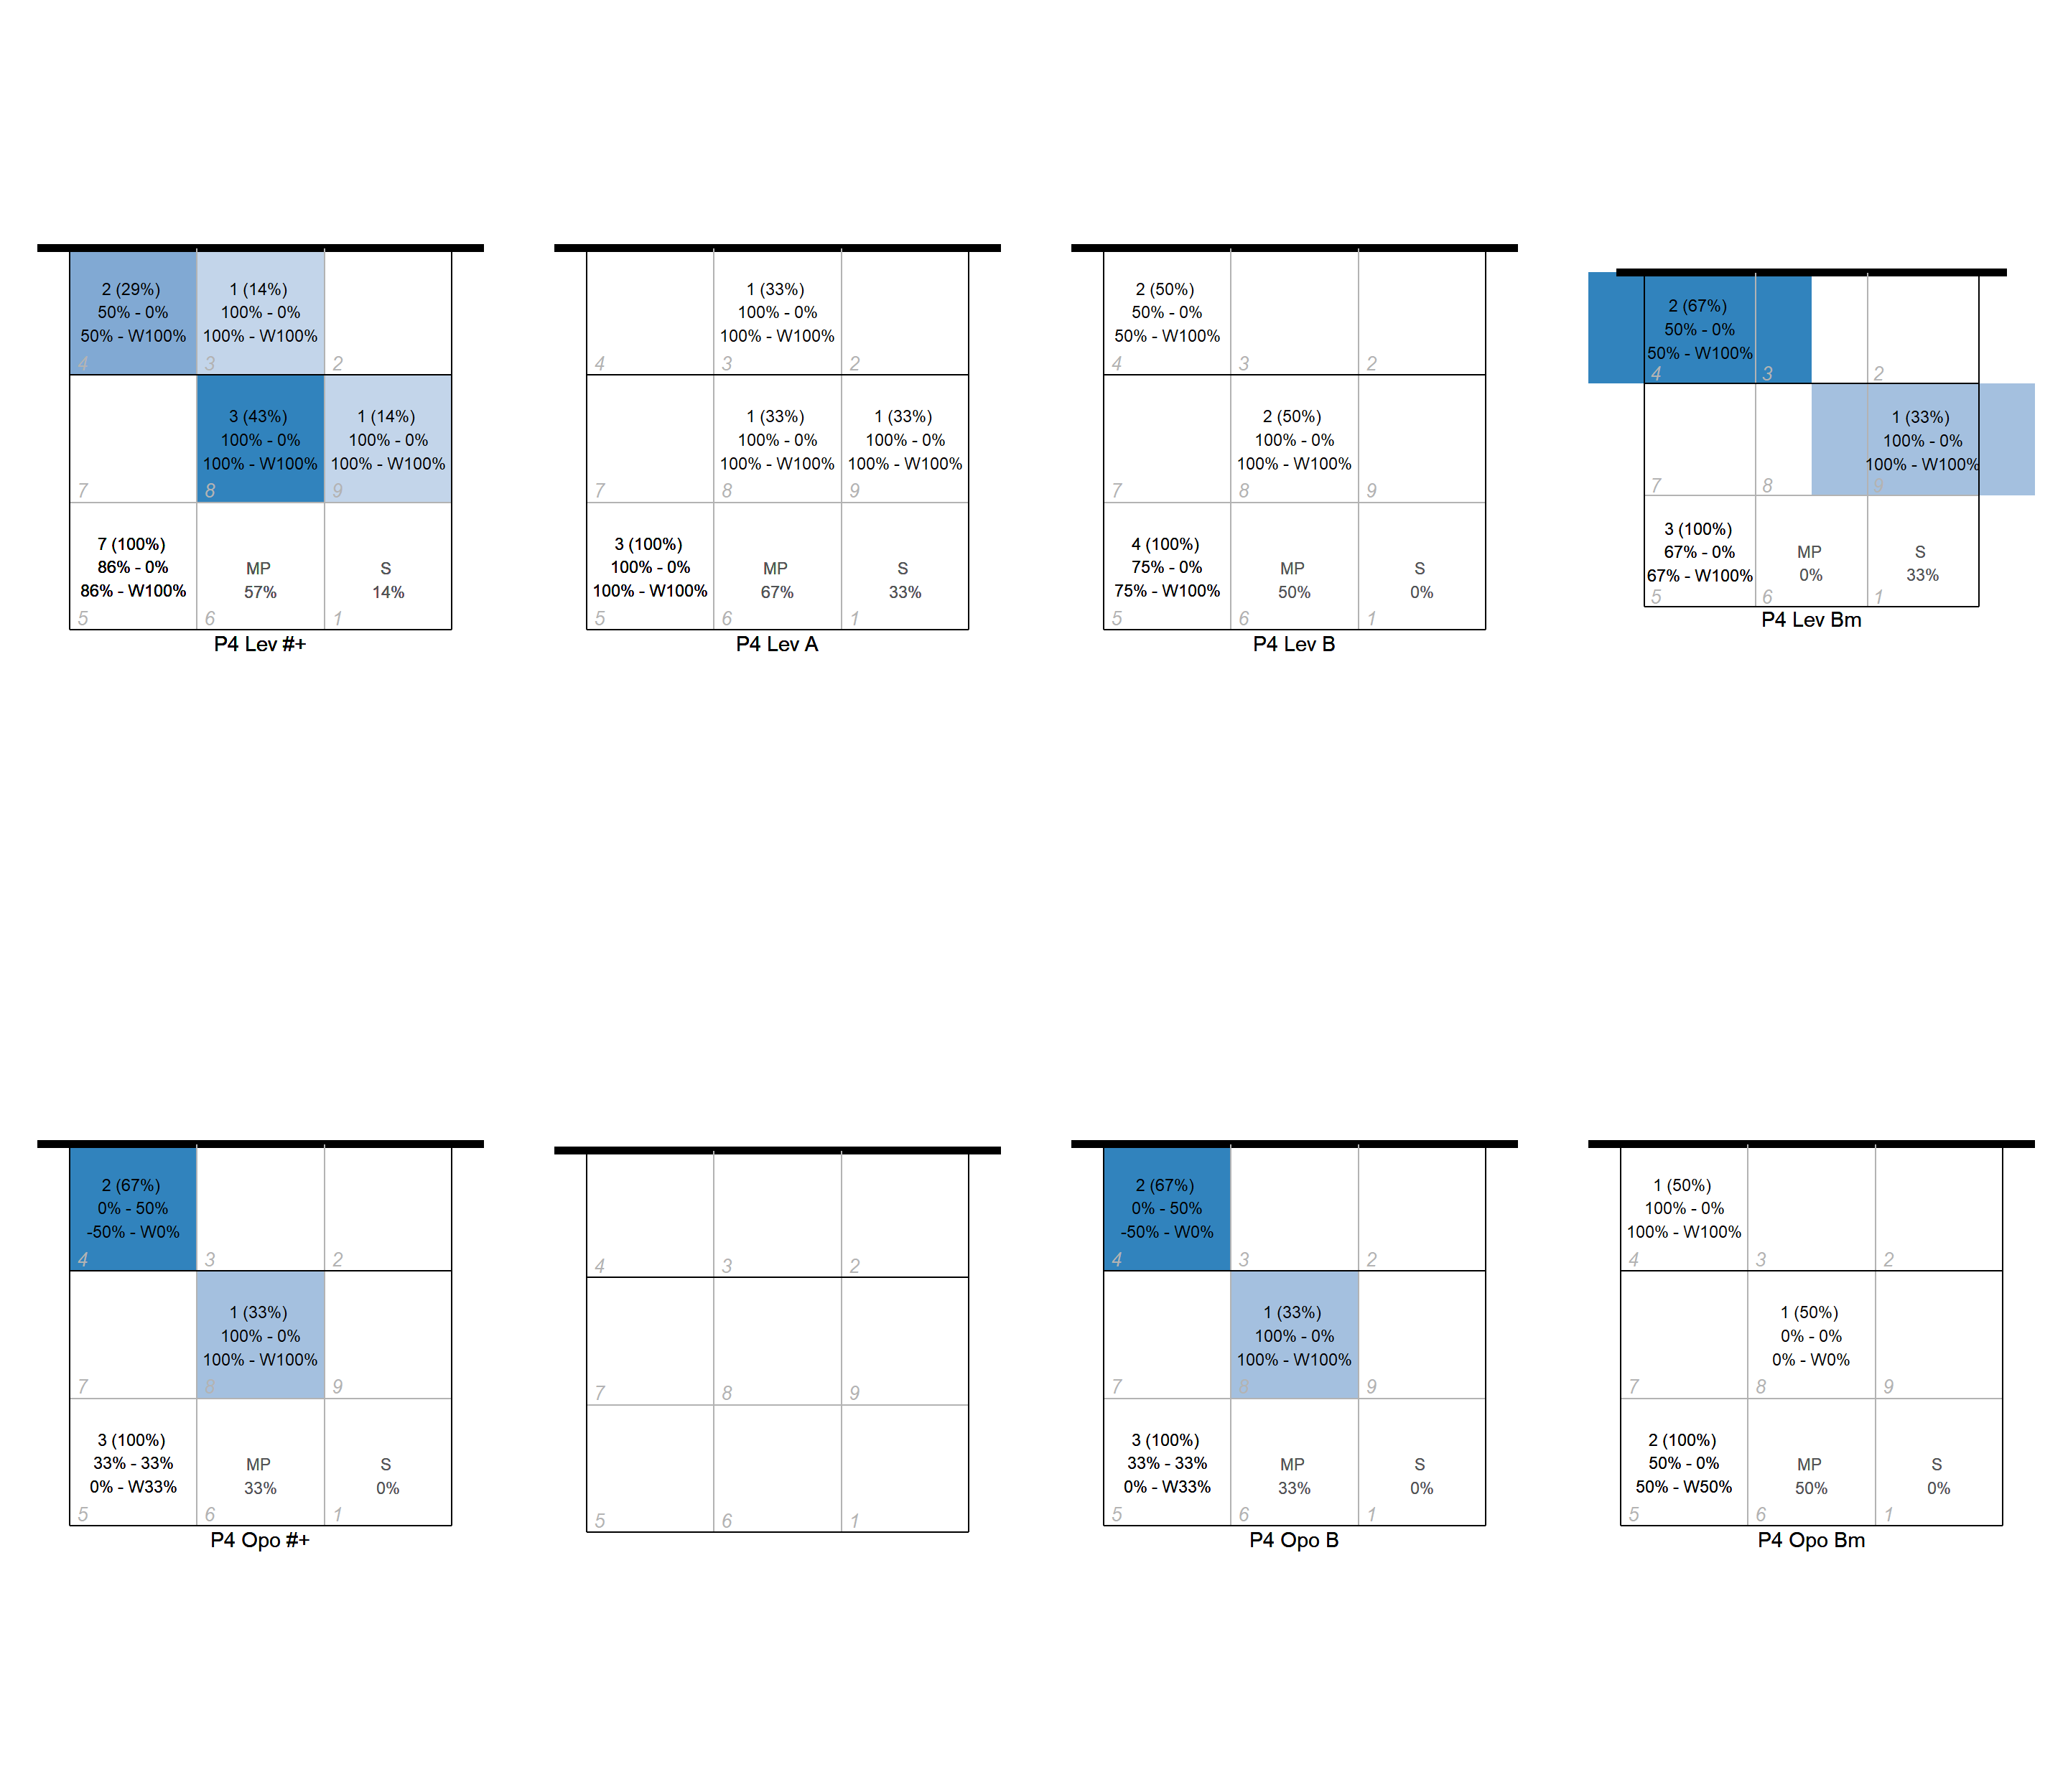 2 (29%)
50% - 0%
50% - W100%
4
1 (14%)
100% - 0%
100% - W100%
3
2
7
3 (43%)
100% - 0%
100% - W100%
8
1 (14%)
100% - 0%
100% - W100%
9
7 (100%)
86% - 0%
86% - W100%
5
MP
57%
6
S
14%
1
P4 Lev #+
4
1 (33%)
100% - 0%
100% - W100%
3
2
7
1 (33%)
100% - 0%
100% - W100%
8
1 (33%)
100% - 0%
100% - W100%
9
3 (100%)
100% - 0%
100% - W100%
5
MP
67%
6
S
33%
1
P4 Lev A
2 (50%)
50% - 0%
50% - W100%
4
3
2
7
2 (50%)
100% - 0%
100% - W100%
8
9
4 (100%)
75% - 0%
75% - W100%
5
MP
50%
6
S
0%
1
P4 Lev B
2 (67%)
50% - 0%
50% - W100%
4
3
2
7
8
1 (33%)
100% - 0%
100% - W100%
9
3 (100%)
67% - 0%
67% - W100%
5
MP
0%
6
S
33%
1
P4 Lev Bm
2 (67%)
0% - 50%
-50% - W0%
4
3
2
7
1 (33%)
100% - 0%
100% - W100%
8
9
3 (100%)
33% - 33%
0% - W33%
5
MP
33%
6
S
0%
1
P4 Opo #+
4
3
2
7
8
9
5
6
1
2 (67%)
0% - 50%
-50% - W0%
4
3
2
7
1 (33%)
100% - 0%
100% - W100%
8
9
3 (100%)
33% - 33%
0% - W33%
5
MP
33%
6
S
0%
1
P4 Opo B
1 (50%)
100% - 0%
100% - W100%
4
3
2
7
1 (50%)
0% - 0%
0% - W0%
8
9
2 (100%)
50% - 0%
50% - W50%
5
MP
50%
6
S
0%
1
P4 Opo Bm